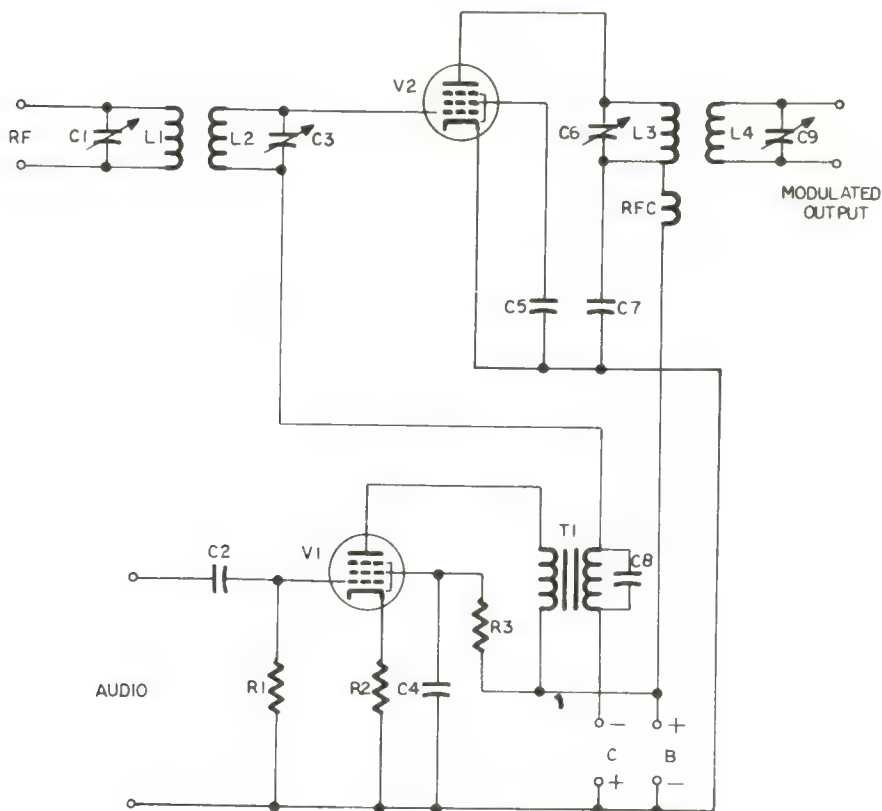 V2
RF
C1
L1
L2
C3
C6
L3
L4
C9
RFC
MODULATED
OUTPUT
C5
C7
T1
C2
V1
C8
R3
AUDIO
R1
R2
C4
-
+
C
B
+
-